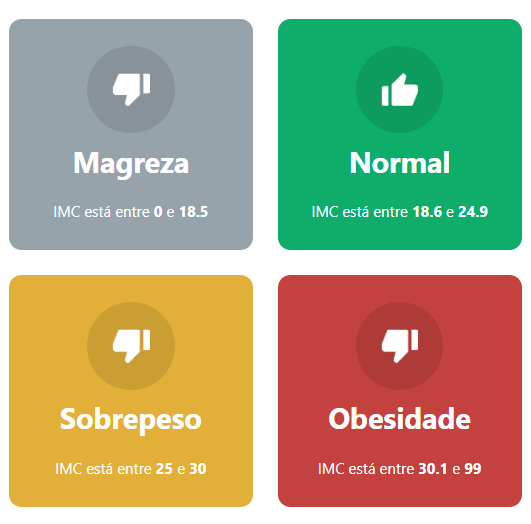 Magreza
IMC está entre 0 e 18.5
Normal
IMC está entre 18.6 e 24.9
Sobrepeso
IMC está entre 25 e 30
Obesidade
IMC está entre 30.1 e 99